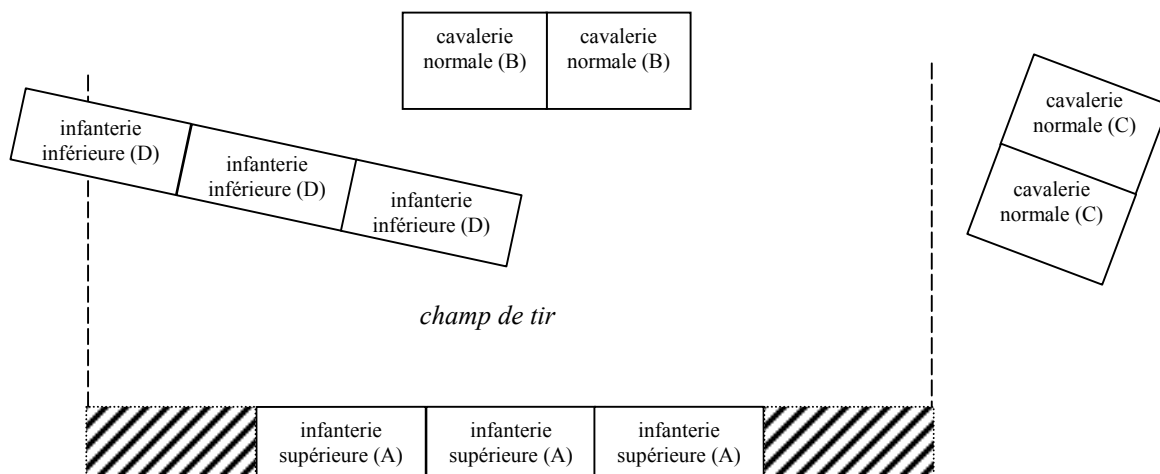 cavalerie
normale (B)
cavalerie
normale (B)
cavalerie
normale (C)
cavalerie
normale (C)
infanterie
inférieure (D)
infanterie
inférieure (D)
infanterie
inférieure (D)
champ de tir
infanterie
supérieure (A)
infanterie
supérieure (A)
infanterie
supérieure (A)